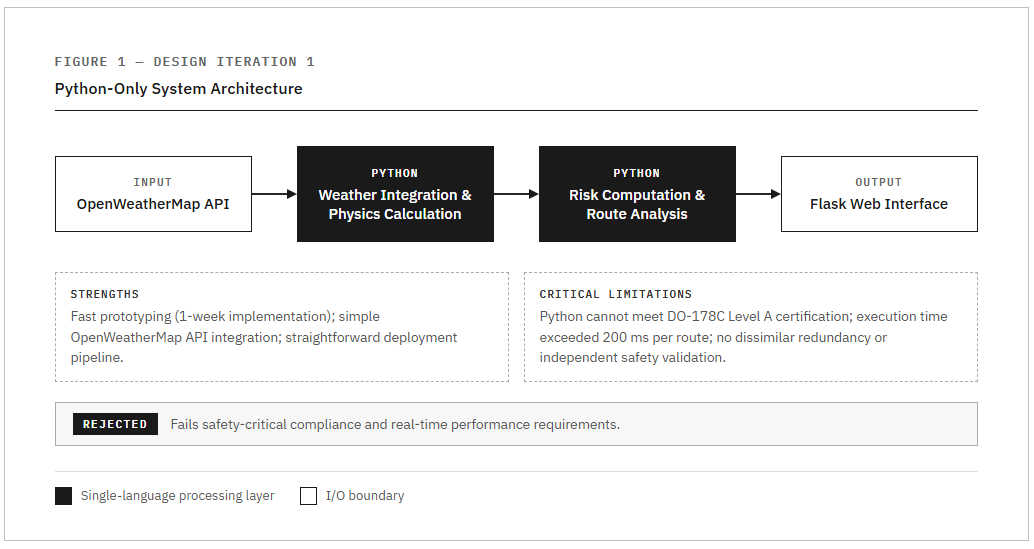 FIGURE 1 — DESIGN ITERATION 1
Python-Only System Architecture
INPUT
OpenWeatherMap API
PYTHON
Weather Integration &
Physics Calculation
PYTHON
Risk Computation &
Route Analysis
OUTPUT
Flask Web Interface
STRENGTHS
Fast prototyping (1-week implementation); simple
OpenWeatherMap API integration; straightforward deployment
pipeline.
CRITICAL LIMITATIONS
Python cannot meet DO-178C Level A certification; execution time
exceeded 200 ms per route; no dissimilar redundancy or
independent safety validation.
REJECTED Fails safety-critical compliance and real-time performance requirements.
Single-language processing layer
I/O boundary